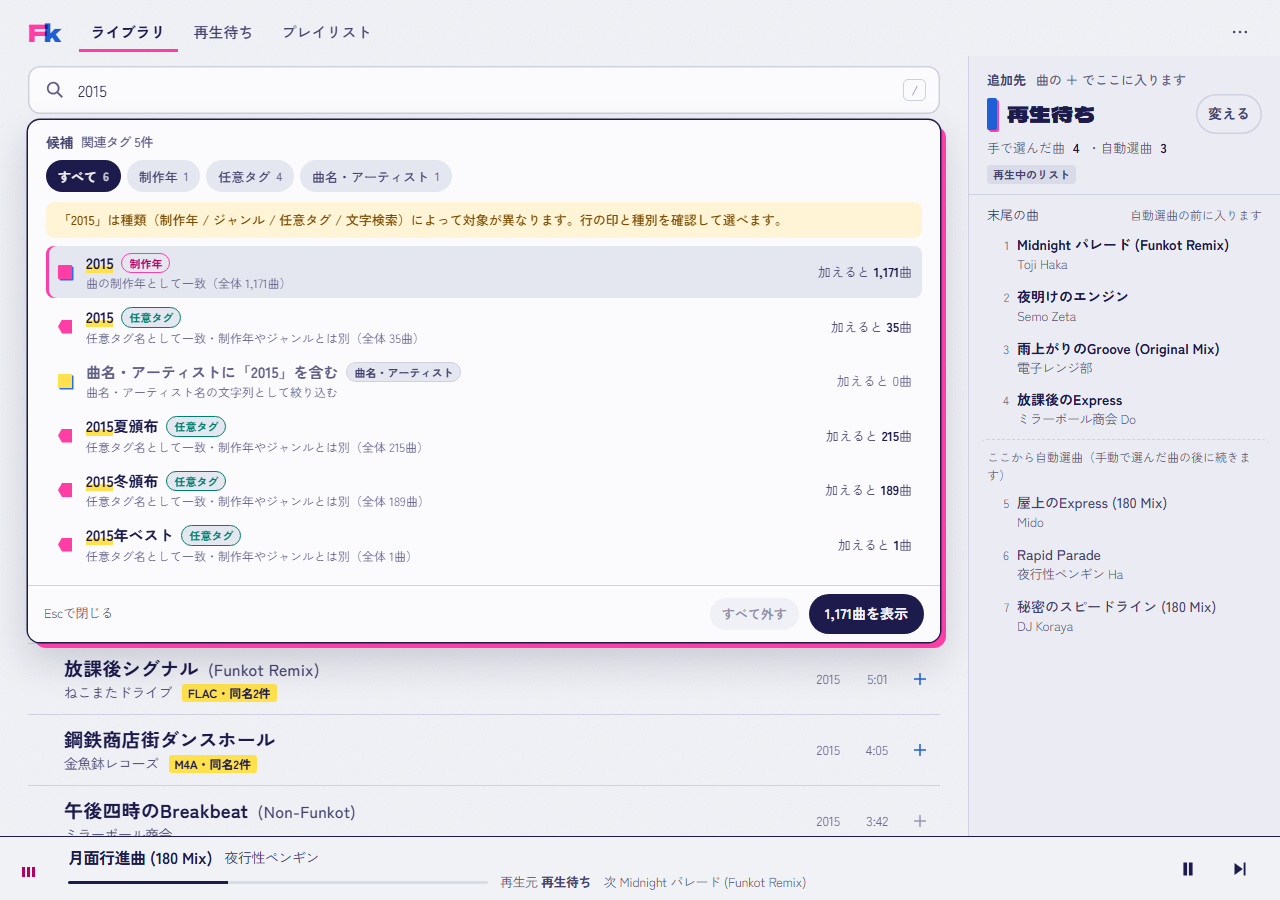 Fk ライブラリ 再生待ち プレイリスト …
2015 /
候補 関連タグ 5件
すべて 6 制作年 1 任意タグ 4 曲名・アーティスト 1
「2015」は種類（制作年 / ジャンル / 任意タグ / 文字検索）によって対象が異なります。行の印と種別を確認して選べます。
2015 制作年
曲の制作年として一致（全体 1,171曲）
加えると 1,171曲
2015 任意タグ
任意タグ名として一致・制作年やジャンルとは別（全体 35曲）
加えると 35曲
曲名・アーティストに「2015」を含む 曲名・アーティスト
曲名・アーティスト名の文字列として絞り込む
加えると 0曲
2015夏頒布 任意タグ
任意タグ名として一致・制作年やジャンルとは別（全体 215曲）
加えると 215曲
2015冬頒布 任意タグ
任意タグ名として一致・制作年やジャンルとは別（全体 189曲）
加えると 189曲
2015年ベスト 任意タグ
任意タグ名として一致・制作年やジャンルとは別（全体 1曲）
加えると 1曲
Escで閉じる すべて外す 1,171曲を表示
放課後シグナル (Funkot Remix)
ねこまたドライブ FLAC・同名2件
2015 5:01 ＋
鋼鉄商店街ダンスホール
金魚鉢レコーズ M4A・同名2件
2015 4:05 ＋
午後四時のBreakbeat (Non-Funkot)
ミラーボール商会
2015 3:42 ＋
追加先 曲の ＋ でここに入ります
再生待ち 変える
手で選んだ曲 4 ・自動選曲 3
再生中のリスト
末尾の曲 自動選曲の前に入ります
1 Midnight パレード (Funkot Remix)
Toji Haka
2 夜明けのエンジン
Semo Zeta
3 雨上がりのGroove (Original Mix)
電子レンジ部
4 放課後のExpress
ミラーボール商会 Do
ここから自動選曲（手動で選んだ曲の後に続きま
す）
5 屋上のExpress (180 Mix)
Mido
6 Rapid Parade
夜行性ペンギン Ha
7 秘密のスピードライン (180 Mix)
DJ Koraya
月面行進曲 (180 Mix) 夜行性ペンギン
再生元 再生待ち 次 Midnight パレード (Funkot Remix)